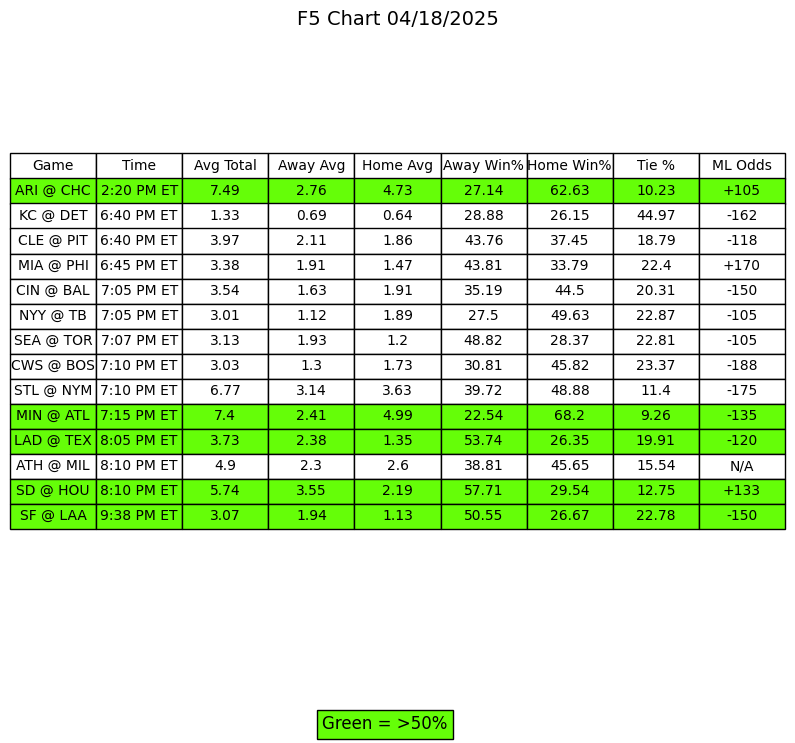 F5 Chart 04/18/2025
Game Time Avg Total Away Avg Home Avg Away Win% Home Win% Tie % ML Odds
ARI @ CHC 2:20 PM ET 7.49 2.76 4.73 27.14 62.63 10.23 +105
KC @ DET 6:40 PM ET 1.33 0.69 0.64 28.88 26.15 44.97 -162
CLE @ PIT 6:40 PM ET 3.97 2.11 1.86 43.76 37.45 18.79 -118
MIA @ PHI 6:45 PM ET 3.38 1.91 1.47 43.81 33.79 22.4 +170
CIN @ BAL 7:05 PM ET 3.54 1.63 1.91 35.19 44.5 20.31 -150
NYY @ TB 7:05 PM ET 3.01 1.12 1.89 27.5 49.63 22.87 -105
SEA @ TOR 7:07 PM ET 3.13 1.93 1.2 48.82 28.37 22.81 -105
CWS @ BOS 7:10 PM ET 3.03 1.3 1.73 30.81 45.82 23.37 -188
STL @ NYM 7:10 PM ET 6.77 3.14 3.63 39.72 48.88 11.4 -175
MIN @ ATL 7:15 PM ET 7.4 2.41 4.99 22.54 68.2 9.26 -135
LAD @ TEX 8:05 PM ET 3.73 2.38 1.35 53.74 26.35 19.91 -120
ATH @ MIL 8:10 PM ET 4.9 2.3 2.6 38.81 45.65 15.54 N/A
SD @ HOU 8:10 PM ET 5.74 3.55 2.19 57.71 29.54 12.75 +133
SF @ LAA 9:38 PM ET 3.07 1.94 1.13 50.55 26.67 22.78 -150
Green = >50%